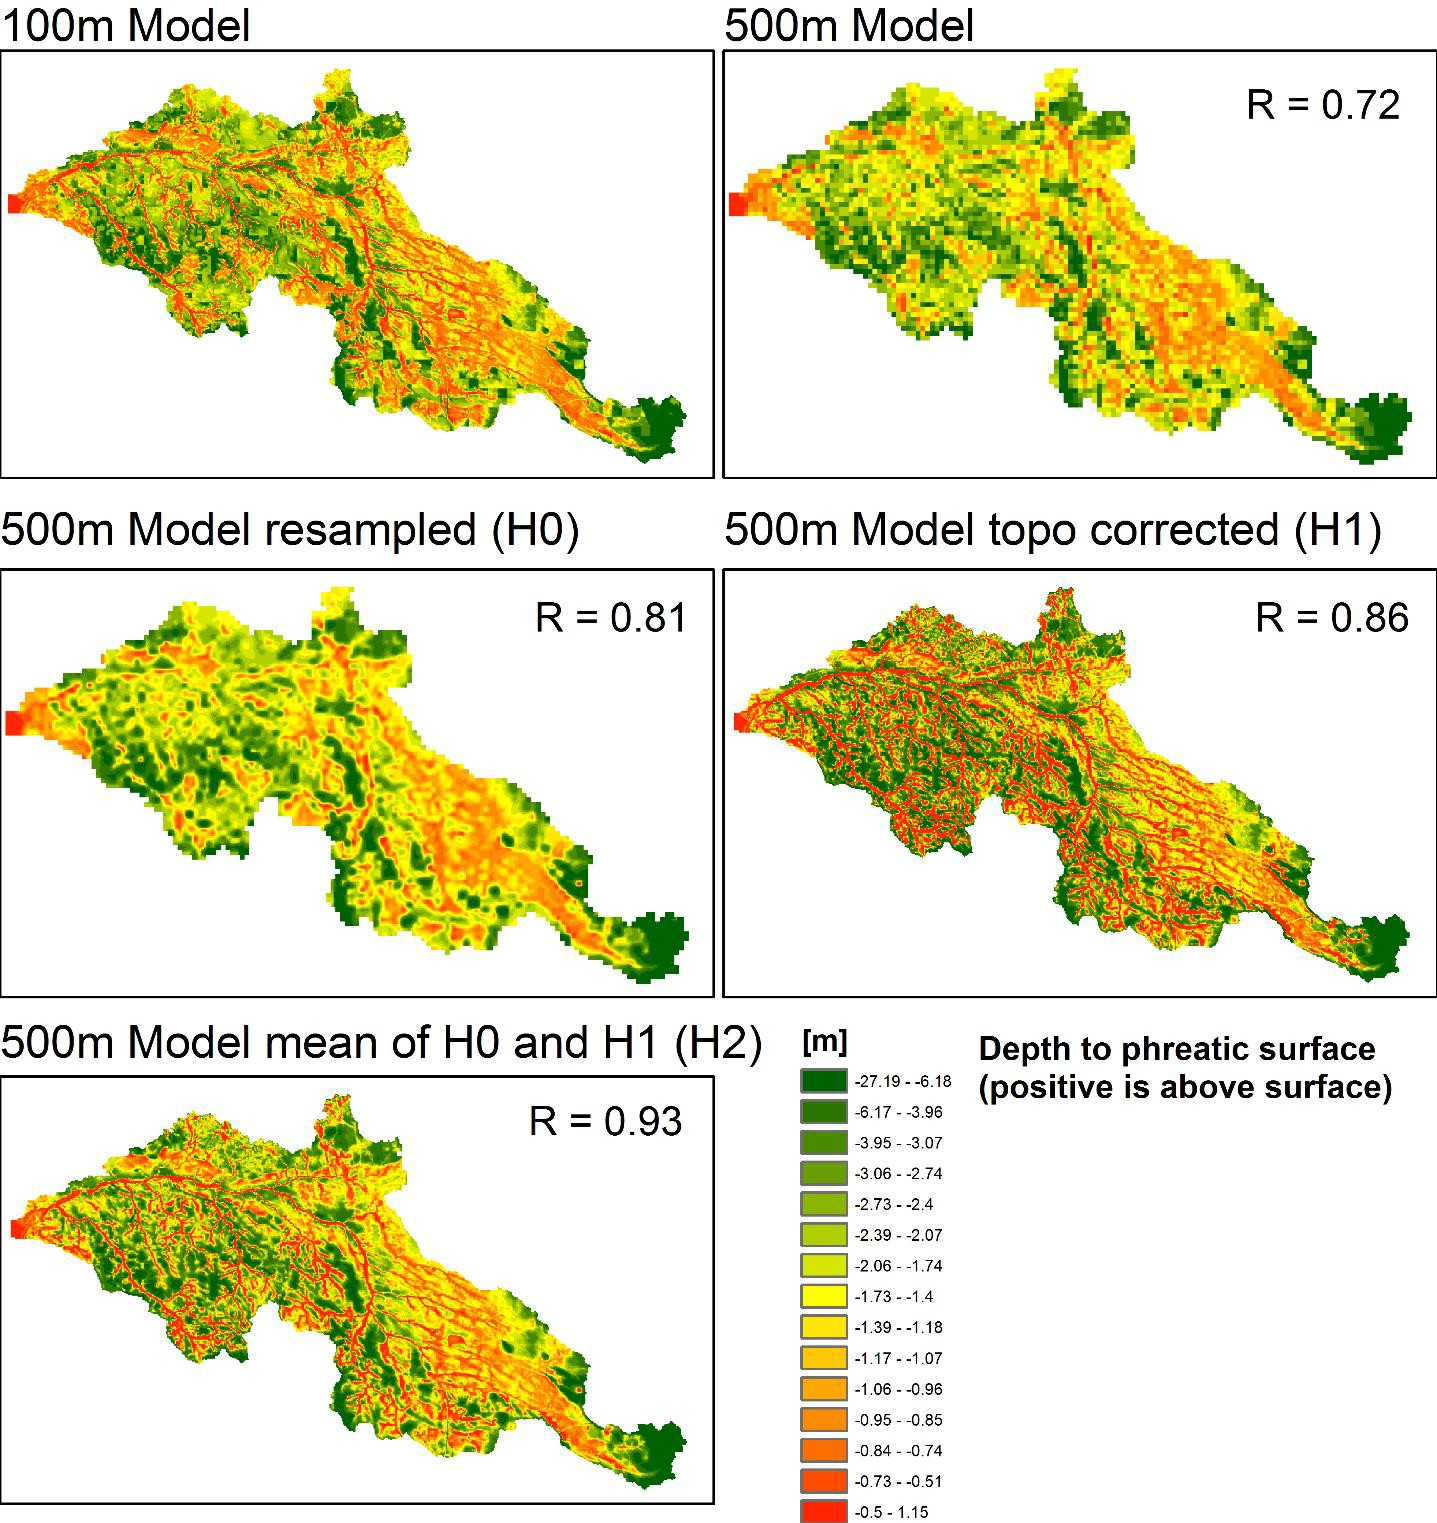 100m Model
500m Model
R = 0.72
500m Model resampled (H0)
500m Model topo corrected (H1)
R = 0.81
R = 0.86
500m Model mean of H0 and H1 (H2)
R = 0.93
[m]
Depth to phreatic surface
(positive is above surface)
-27.19 - -6.18
-6.17 - -3.96
-3.95 - -3.07
-3.06 - -2.74
-2.73 - -2.4
-2.39 - -2.07
-2.06 - -1.74
-1.73 - -1.4
-1.39 - -1.18
-1.17 - -1.07
-1.06 - -0.96
-0.95 - -0.85
-0.84 - -0.74
-0.73 - -0.51
-0.5 - 1.15